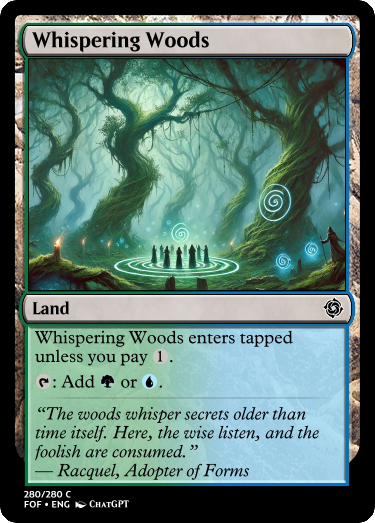 Whispering Woods
Land
Whispering Woods enters tapped
unless you pay 1.
: Add or .
"The woods whisper secrets older than
time itself. Here, the wise listen, and the
foolish are consumed."
— Racquel, Adopter of Forms
280/280 C
FOF • ENG ChatGPT